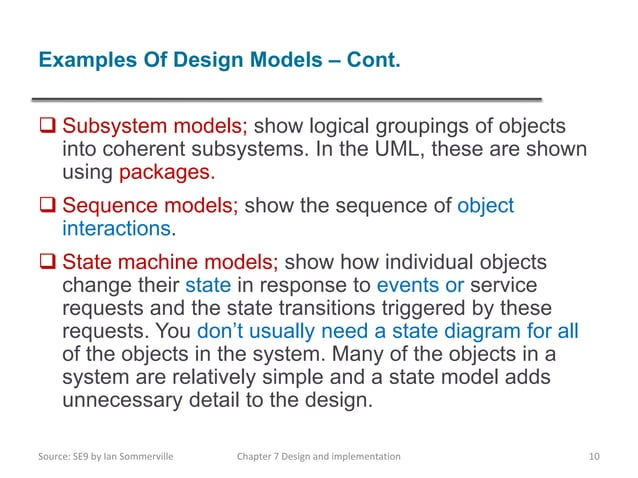 Examples Of Design Models – Cont.
❑ Subsystem models; show logical groupings of objects
into coherent subsystems. In the UML, these are shown
using packages.
❑ Sequence models; show the sequence of object
interactions.
❑ State machine models; show how individual objects
change their state in response to events or service
requests and the state transitions triggered by these
requests. You don’t usually need a state diagram for all
of the objects in the system. Many of the objects in a
system are relatively simple and a state model adds
unnecessary detail to the design.
Source: SE9 by Ian Sommerville Chapter 7 Design and implementation 10